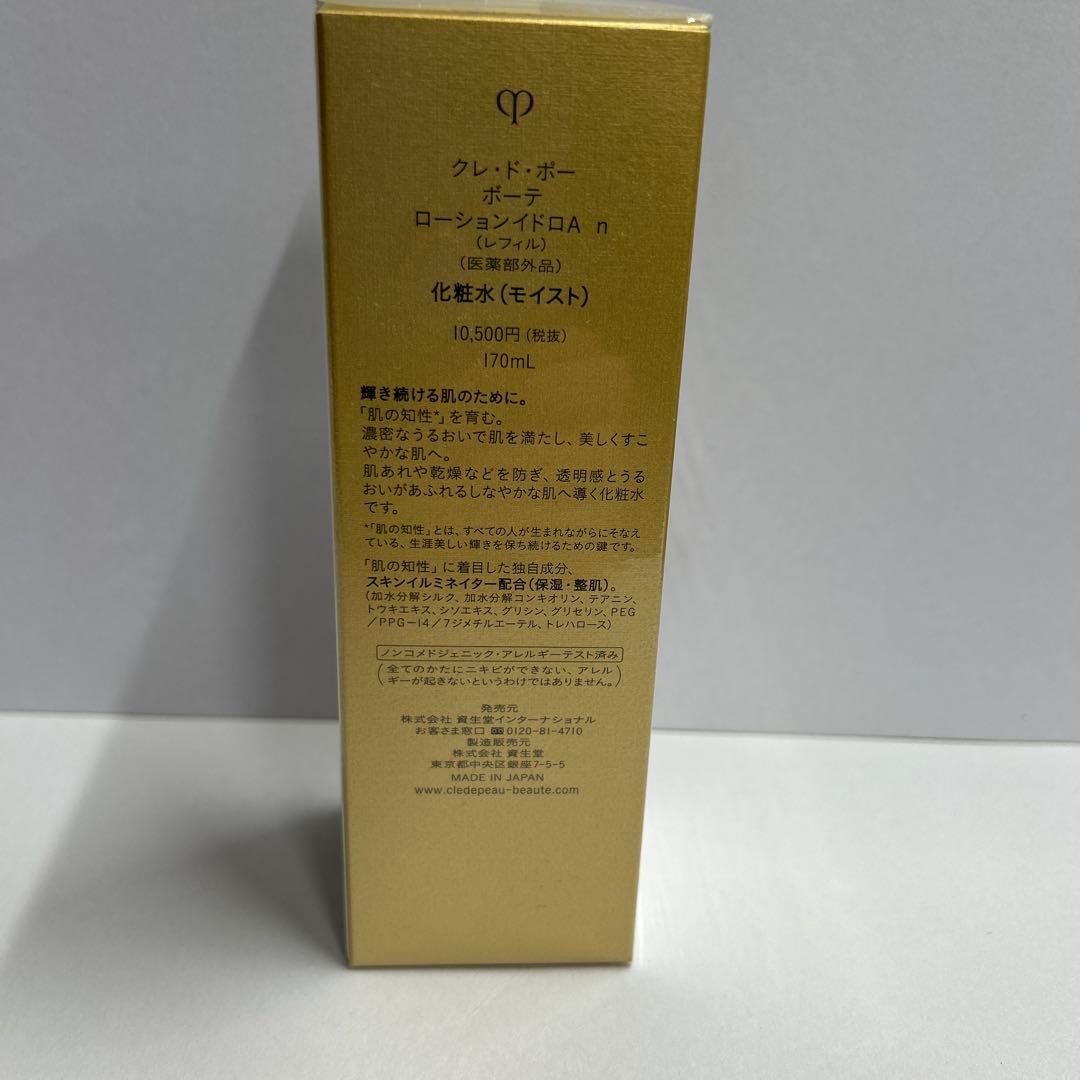 クレ・ド・ポー
ボーテ
ローションイドロA n
(レフィル)
(医薬部外品)
化粧水(モイスト)
10,500円(税抜)
170mL
輝き続ける肌のために。
「肌の知性*」を育む。
濃密なうるおいで肌を満たし、美しくすこ
やかな肌へ。
肌あれや乾燥などを防ぎ、透明感とうる
おいがあふれるしなやかな肌へ導く化粧水
です。
*「肌の知性」とは、すべての人が生まれながらにそなえ
ている、生涯美しい輝きを保ち続けるための鍵です。
「肌の知性」に着目した独自成分、
スキンイルミネイター配合(保湿・整肌)。
(加水分解シルク、加水分解コンキオリン、テアニン、
トウキエキス、シソエキス、グリシン、グリセリン、PEG
/PPG-14/7ジメチルエーテル、トレハロース)
ノンコメドジェニック・アレルギーテスト済み
(全てのかたにニキビができない、アレル
ギーが起きないというわけではありません。)
発売元
株式会社 資生堂インターナショナル
お客さま窓口 0120-81-4710
製造販売元
株式会社 資生堂
東京都中央区銀座7-5-5
MADE IN JAPAN
www.cledepeau-beaute.com